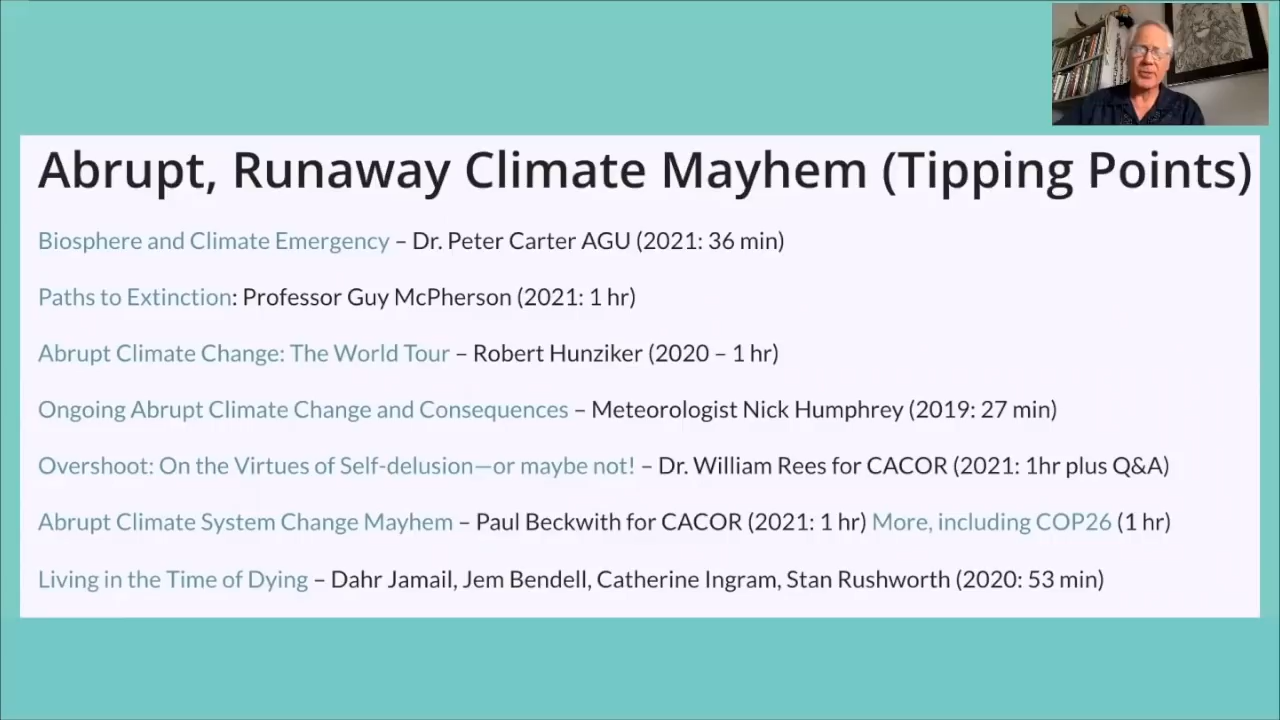 Abrupt, Runaway Climate Mayhem (Tipping Points)
Biosphere and Climate Emergency – Dr. Peter Carter AGU (2021: 36 min)
Paths to Extinction: Professor Guy McPherson (2021: 1 hr)
Abrupt Climate Change: The World Tour – Robert Hunziker (2020 – 1 hr)
Ongoing Abrupt Climate Change and Consequences – Meteorologist Nick Humphrey (2019: 27 min)
Overshoot: On the Virtues of Self-delusion—or maybe not! – Dr. William Rees for CACOR (2021: 1hr plus Q&A)
Abrupt Climate System Change Mayhem – Paul Beckwith for CACOR (2021: 1 hr) More, including COP26 (1 hr)
Living in the Time of Dying – Dahr Jamail, Jem Bendell, Catherine Ingram, Stan Rushworth (2020: 53 min)